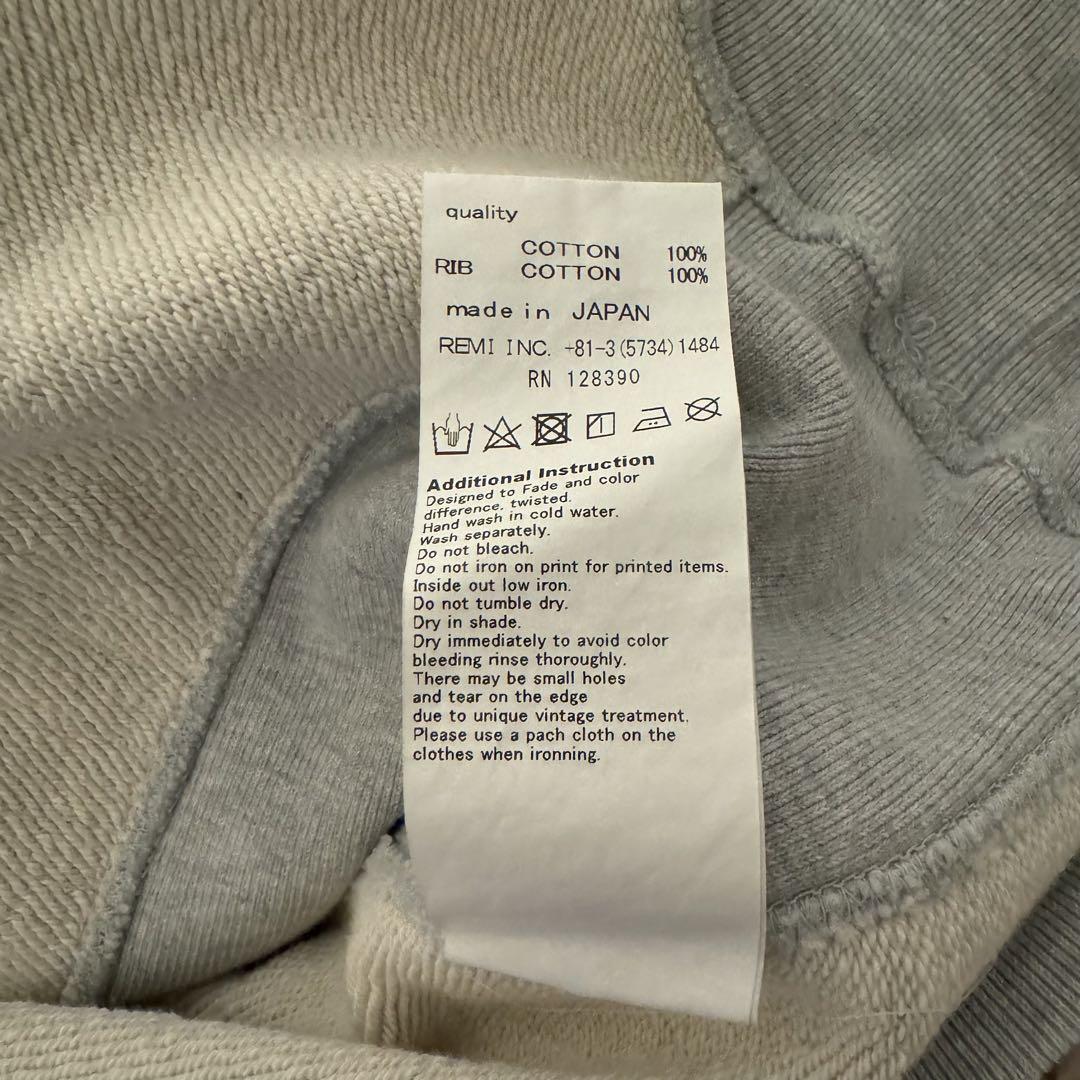 quality
COTTON 100%
RIB COTTON 100%
made in JAPAN
REMI INC. +81-3(5734)1484
RN 128390
Additional Instruction
Designed to Fade and color
difference, twisted.
Hand wash in cold water.
Wash separately.
Do not bleach.
Do not iron on print for printed items.
Inside out low iron.
Do not tumble dry.
Dry in shade.
Dry immediately to avoid color
bleeding rinse thoroughly.
There may be small holes
and tear on the edge
due to unique vintage treatment.
Please use a pach cloth on the
clothes when ironning.